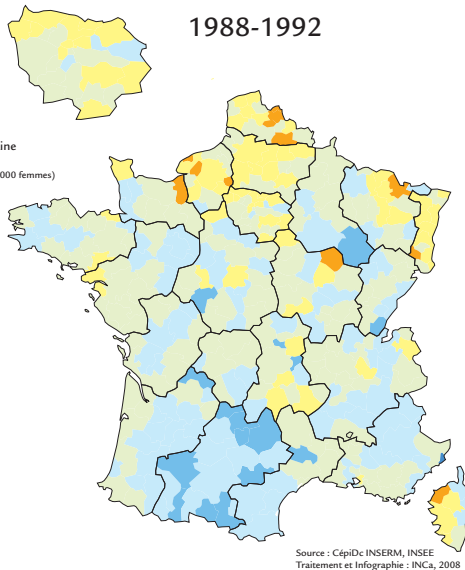 1988-1992
ine
000 femmes)
Source : CépiDc INSERM, INSEE
Traitement et Infographie : INCa, 2008